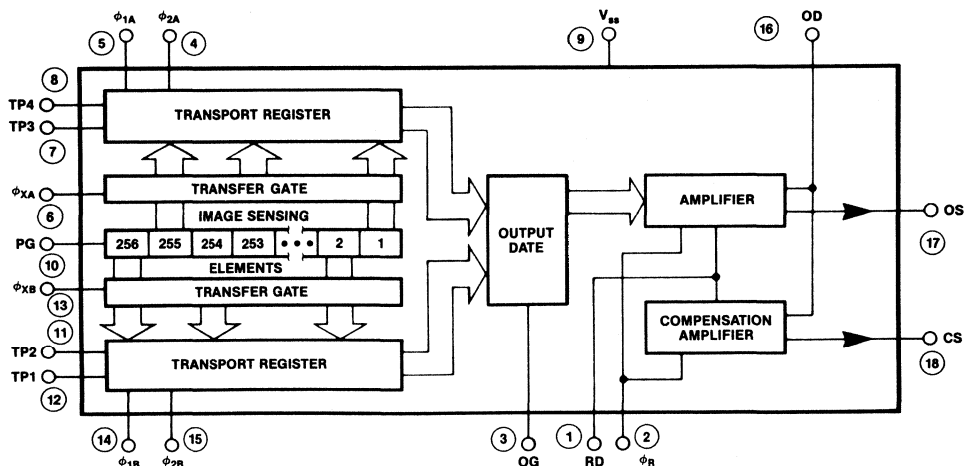 ϕ1A ϕ2A Vss OD
5 4 9 16
8
TP4
TRANSPORT REGISTER
TP3
7
ϕXA
TRANSFER GATE
6
IMAGE SENSING
PG
256 255 254 253 • • • 2 1
10
ELEMENTS
ϕXB
TRANSFER GATE
13
11
TP2
TRANSPORT REGISTER
TP1
12
OUTPUT
DATE
AMPLIFIER
OS
17
COMPENSATION
AMPLIFIER
CS
18
14 15 3 1 2
ϕ1B ϕ2B OG RD ϕR